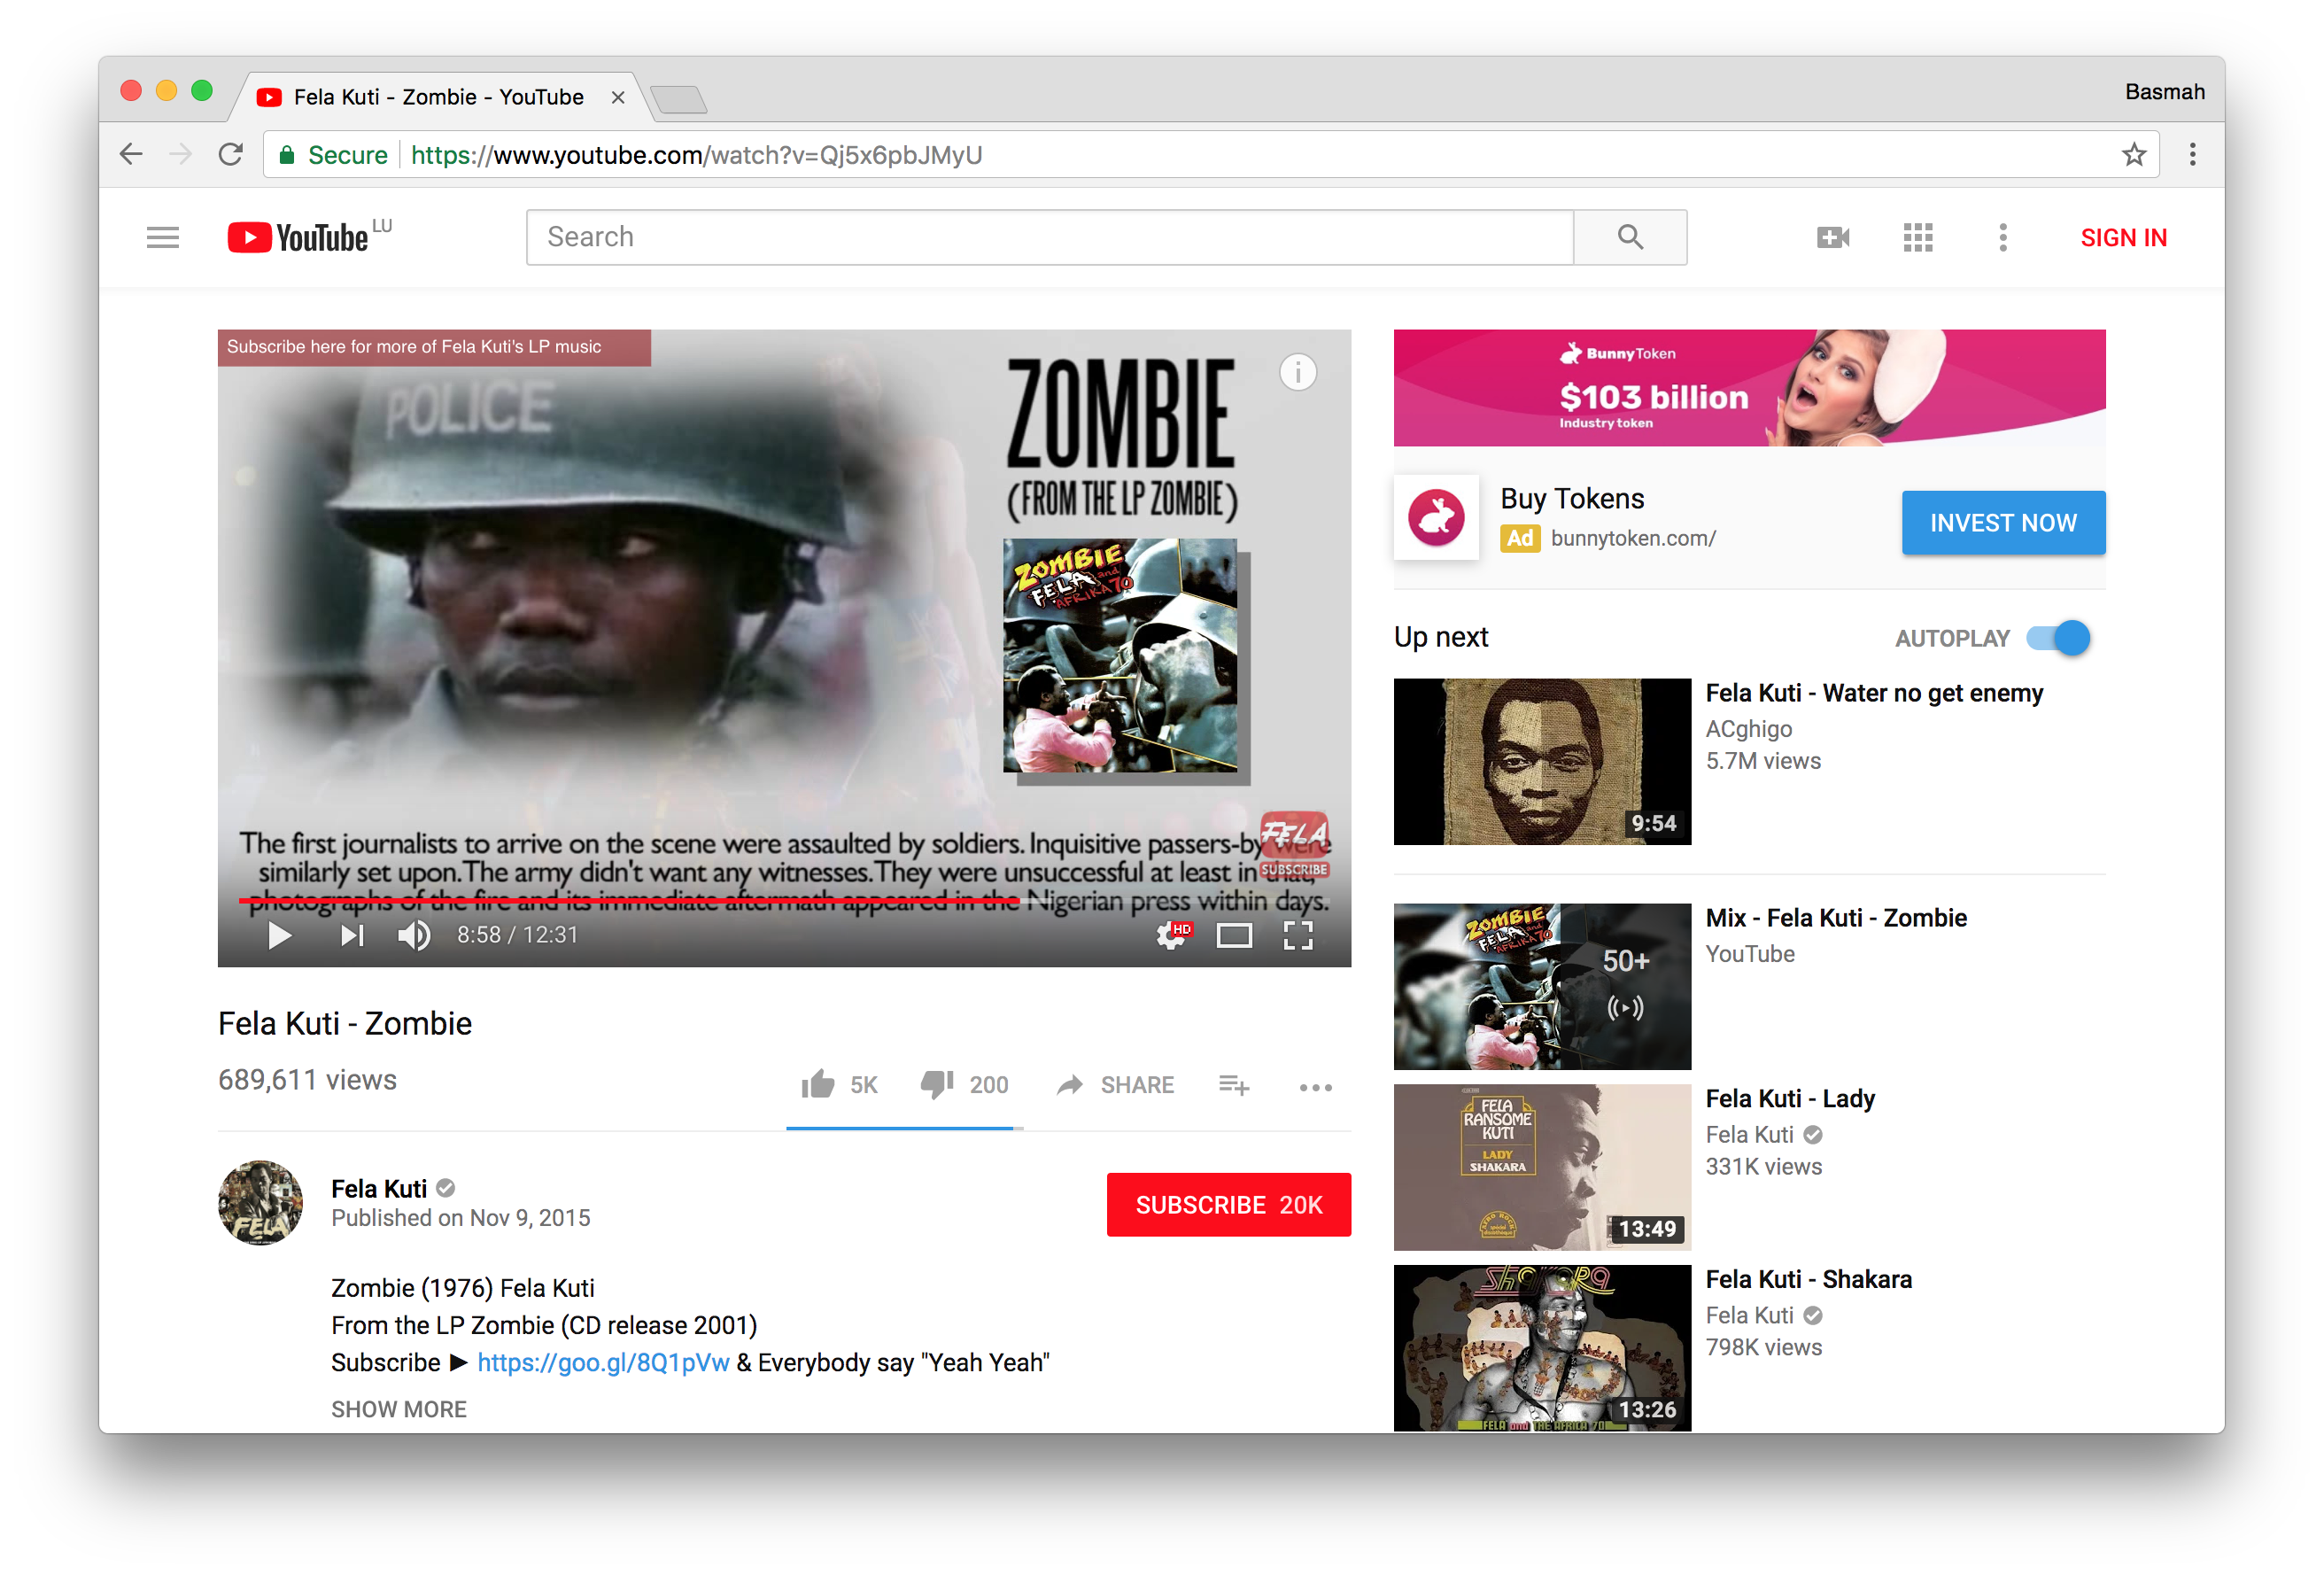 Fela Kuti - Zombie - YouTube
Basmah
Secure https://www.youtube.com/watch?v=Qj5x6pbJMyU
YouTube LU
Search
SIGN IN
Subscribe here for more of Fela Kuti's LP music
POLICE
ZOMBIE
(FROM THE LP ZOMBIE)
ZOMBIE
FELA and
AFRIKA 70
The first journalists to arrive on the scene were assaulted by soldiers. Inquisitive passers-by were
similarly set upon. The army didn't want any witnesses. They were unsuccessful at least in that,
photographs of the fire and its immediate aftermath appeared in the Nigerian press within days.
FELA
SUBSCRIBE
8:58 / 12:31
HD
Fela Kuti - Zombie
689,611 views
5K
200
SHARE
FELA
Fela Kuti
Published on Nov 9, 2015
SUBSCRIBE 20K
Zombie (1976) Fela Kuti
From the LP Zombie (CD release 2001)
Subscribe ► https://goo.gl/8Q1pVw & Everybody say "Yeah Yeah"
SHOW MORE
BunnyToken
$103 billion
Industry token
Buy Tokens
Ad bunnytoken.com/
INVEST NOW
Up next
AUTOPLAY
9:54
Fela Kuti - Water no get enemy
ACghigo
5.7M views
ZOMBIE
FELA and
AFRIKA 70
50+
Mix - Fela Kuti - Zombie
YouTube
FELA
RANSOME
KUTI
LADY
SHAKARA
AFRO ROCK
13:49
Fela Kuti - Lady
Fela Kuti
331K views
ShakaRa
FELA and THE AFRICA 70
13:26
Fela Kuti - Shakara
Fela Kuti
798K views